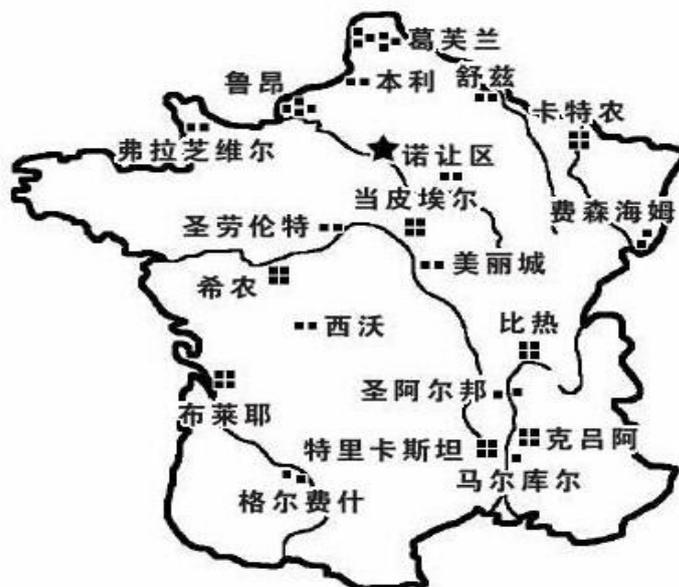 葛芙兰
本利
舒兹
鲁昂
卡特农
弗拉芝维尔
诺让区
当皮埃尔
费森海姆
圣劳伦特
美丽城
希农
西沃
比热
圣阿尔邦
布莱耶
特里卡斯坦
克吕阿
马尔库尔
格尔费什